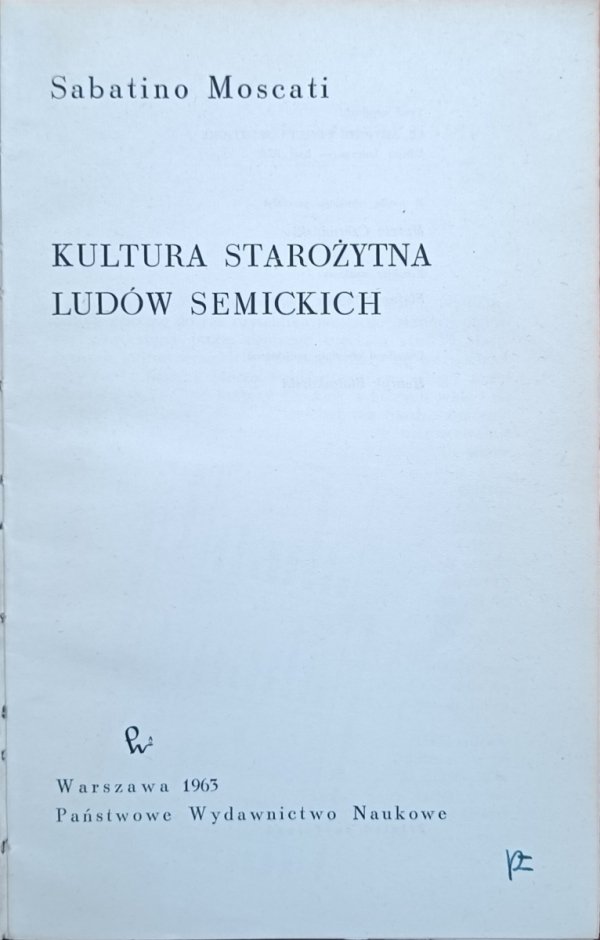 Sabatino Moscati
KULTURA STAROŻYTNA
LUDÓW SEMICKICH
Warszawa 1963
Państwowe Wydawnictwo Naukowe